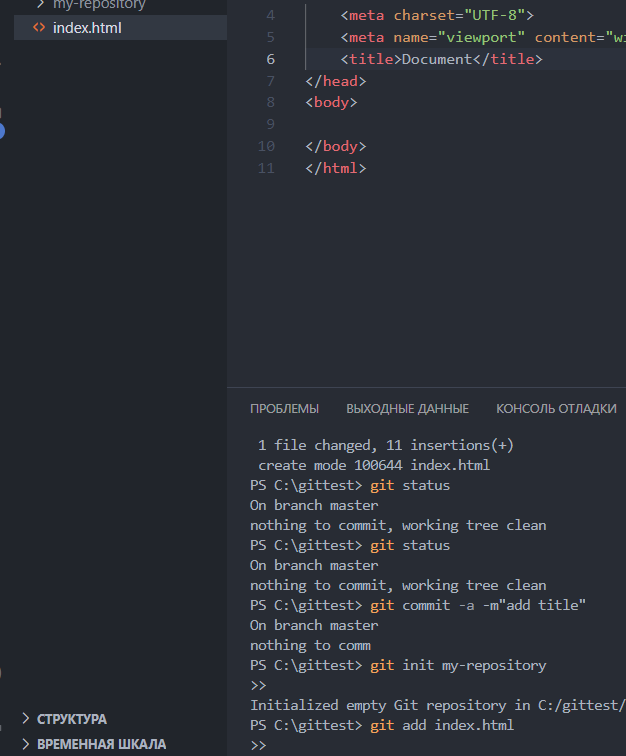 my-repository
<> index.html
4 <meta charset="UTF-8">
5 <meta name="viewport" content="wi
6 <title>Document</title>
7 </head>
8 <body>
9
10 </body>
11 </html>
ПРОБЛЕМЫ ВЫХОДНЫЕ ДАННЫЕ КОНСОЛЬ ОТЛАДКИ
1 file changed, 11 insertions(+)
create mode 100644 index.html
PS C:\gittest> git status
On branch master
nothing to commit, working tree clean
PS C:\gittest> git status
On branch master
nothing to commit, working tree clean
PS C:\gittest> git commit -a -m"add title"
On branch master
nothing to comm
PS C:\gittest> git init my-repository
>>
Initialized empty Git repository in C:/gittest/
PS C:\gittest> git add index.html
>>
СТРУКТУРА
ВРЕМЕННАЯ ШКАЛА